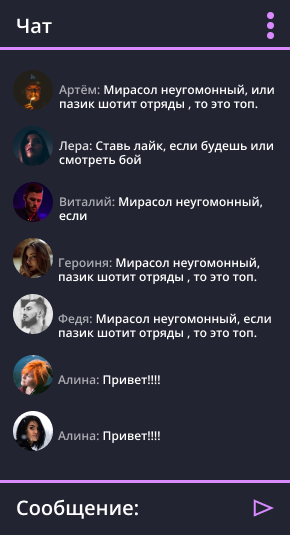 Чат
Артём: Мирасол неугомонный, или
пазик шотит отряды , то это топ.
Лера: Ставь лайк, если будешь или
смотреть бой
Виталий: Мирасол неугомонный,
если
Героиня: Мирасол неугомонный,
пазик шотит отряды , то это топ.
Федя: Мирасол неугомонный, если
пазик шотит отряды , то это топ.
Алина: Привет!!!!
Алина: Привет!!!!
Сообщение: